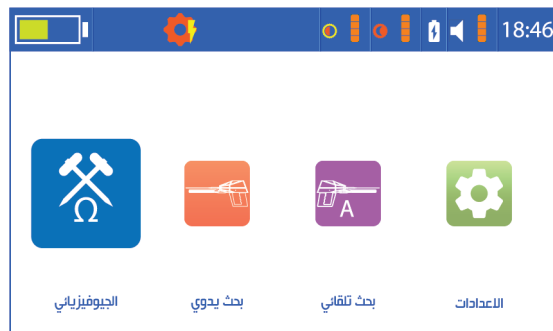 18:46
Ω
A
الاعدادات
بحث تلقائي
بحث يدوي
الجيوفيزيائي